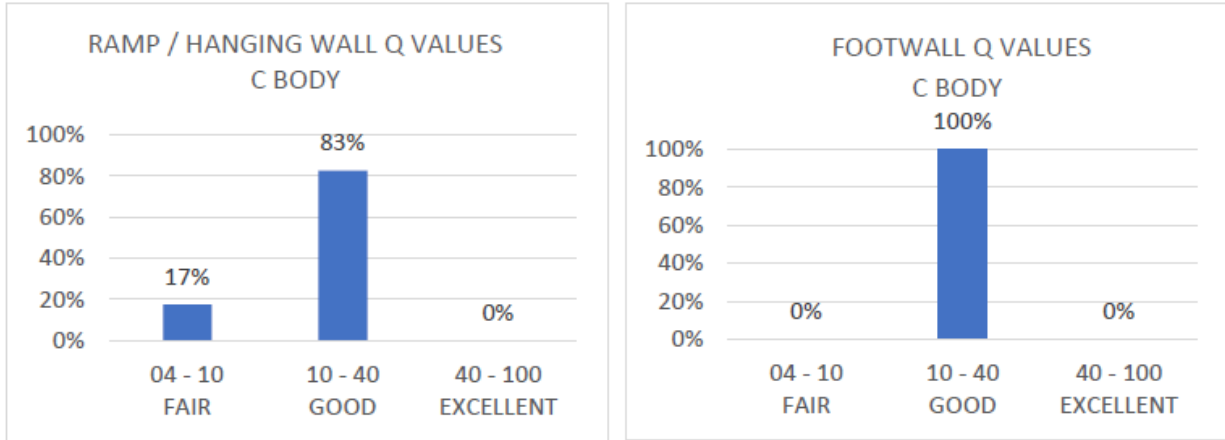 RAMP / HANGING WALL Q VALUES
C BODY
100%
80%
60%
40%
20%
0%
17%
83%
0%
04 - 10
10 - 40
40 - 100
FAIR
GOOD
EXCELLENT
FOOTWALL Q VALUES
C BODY
100%
80%
60%
40%
20%
0%
0%
100%
0%
04 - 10
10 - 40
40 - 100
FAIR
GOOD
EXCELLENT